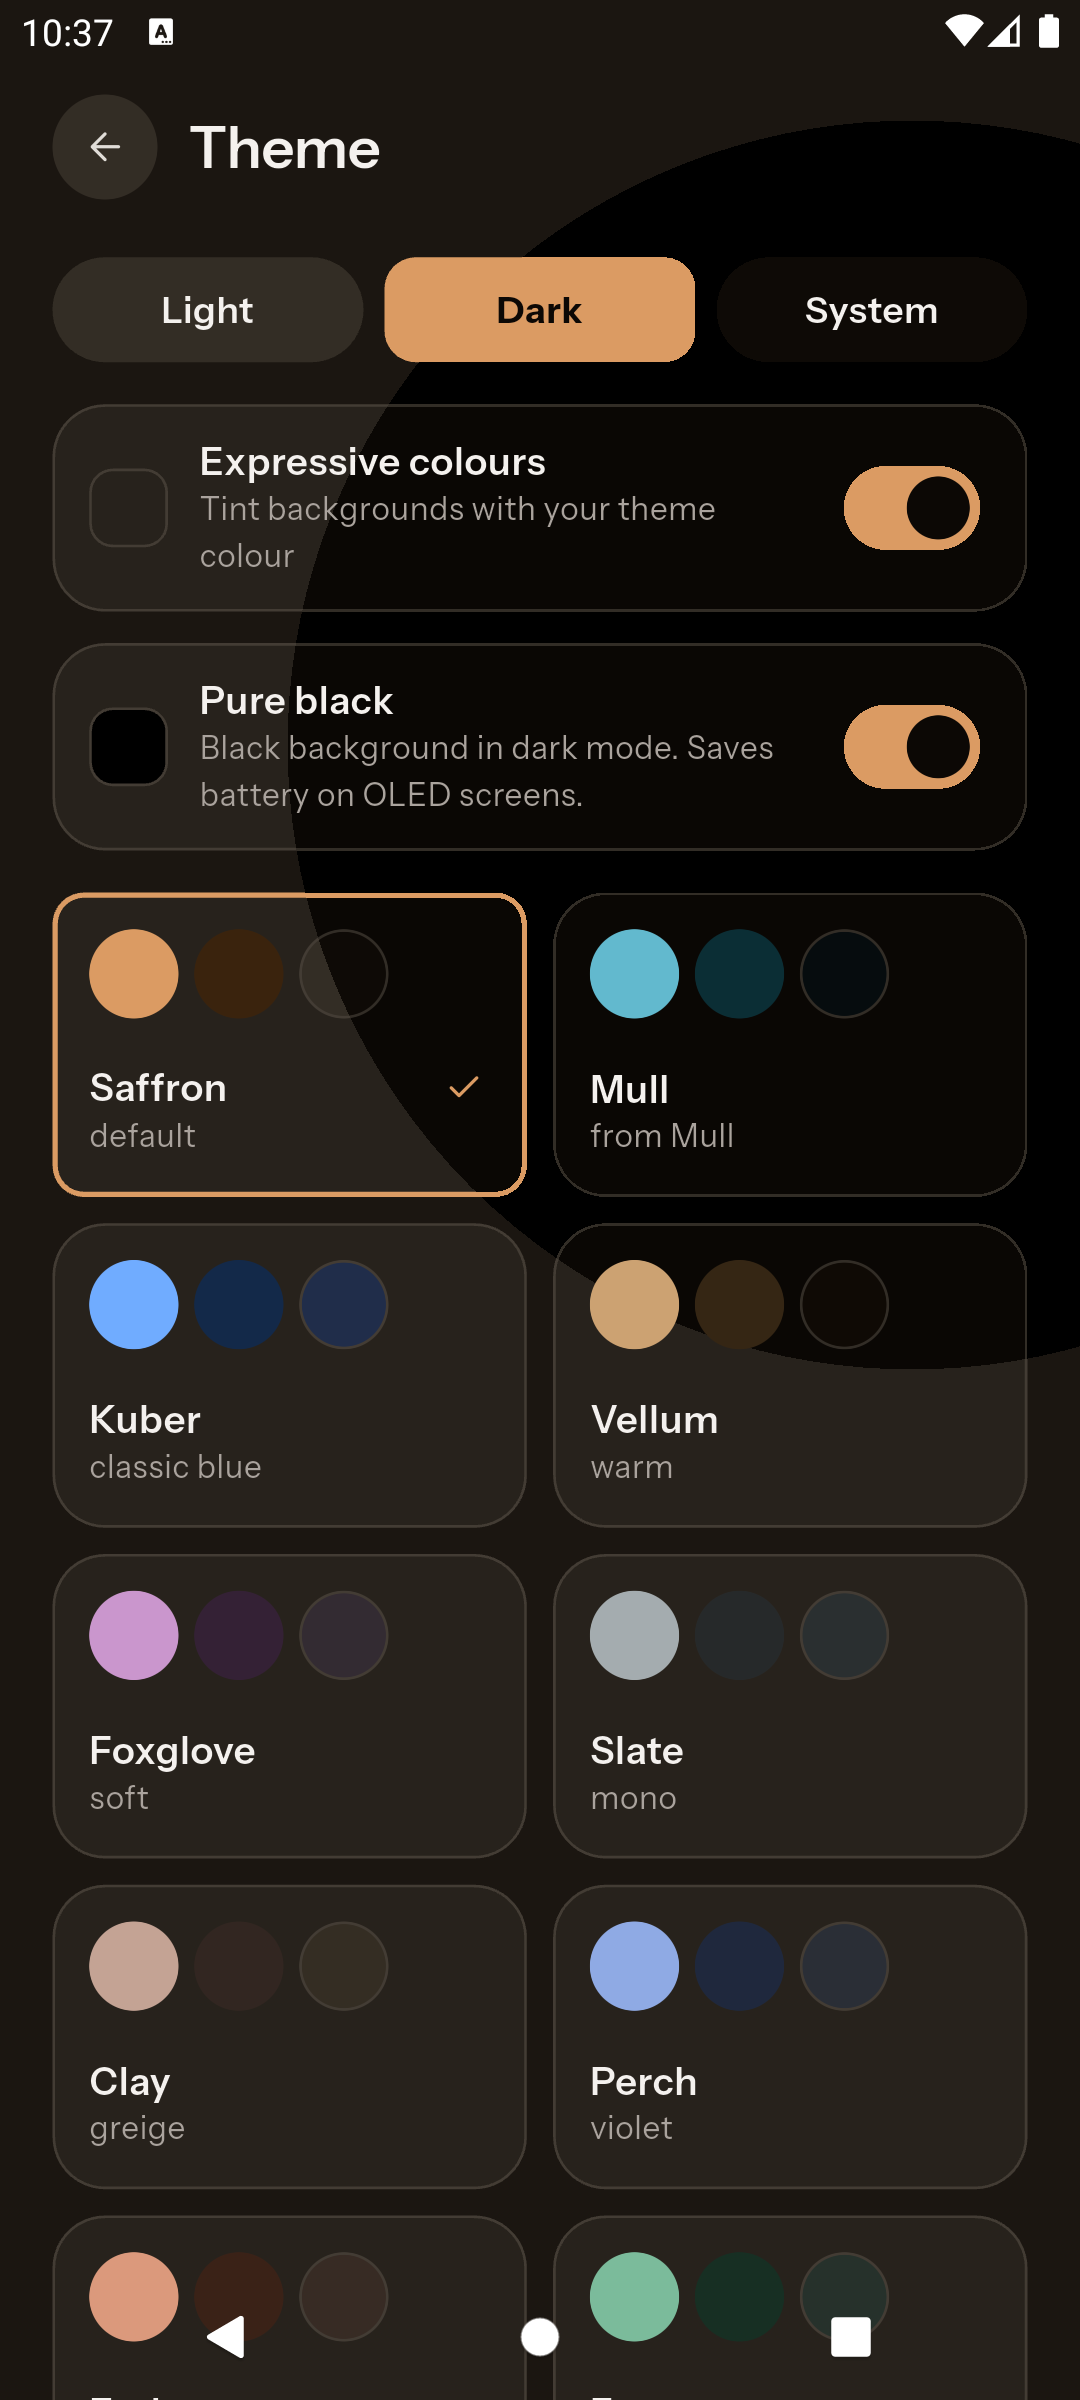 10:37
Theme
Light
Dark
System
Expressive colours
Tint backgrounds with your theme
colour
Pure black
Black background in dark mode. Saves
battery on OLED screens.
Saffron
default
Mull
from Mull
Kuber
classic blue
Vellum
warm
Foxglove
soft
Slate
mono
Clay
greige
Perch
violet